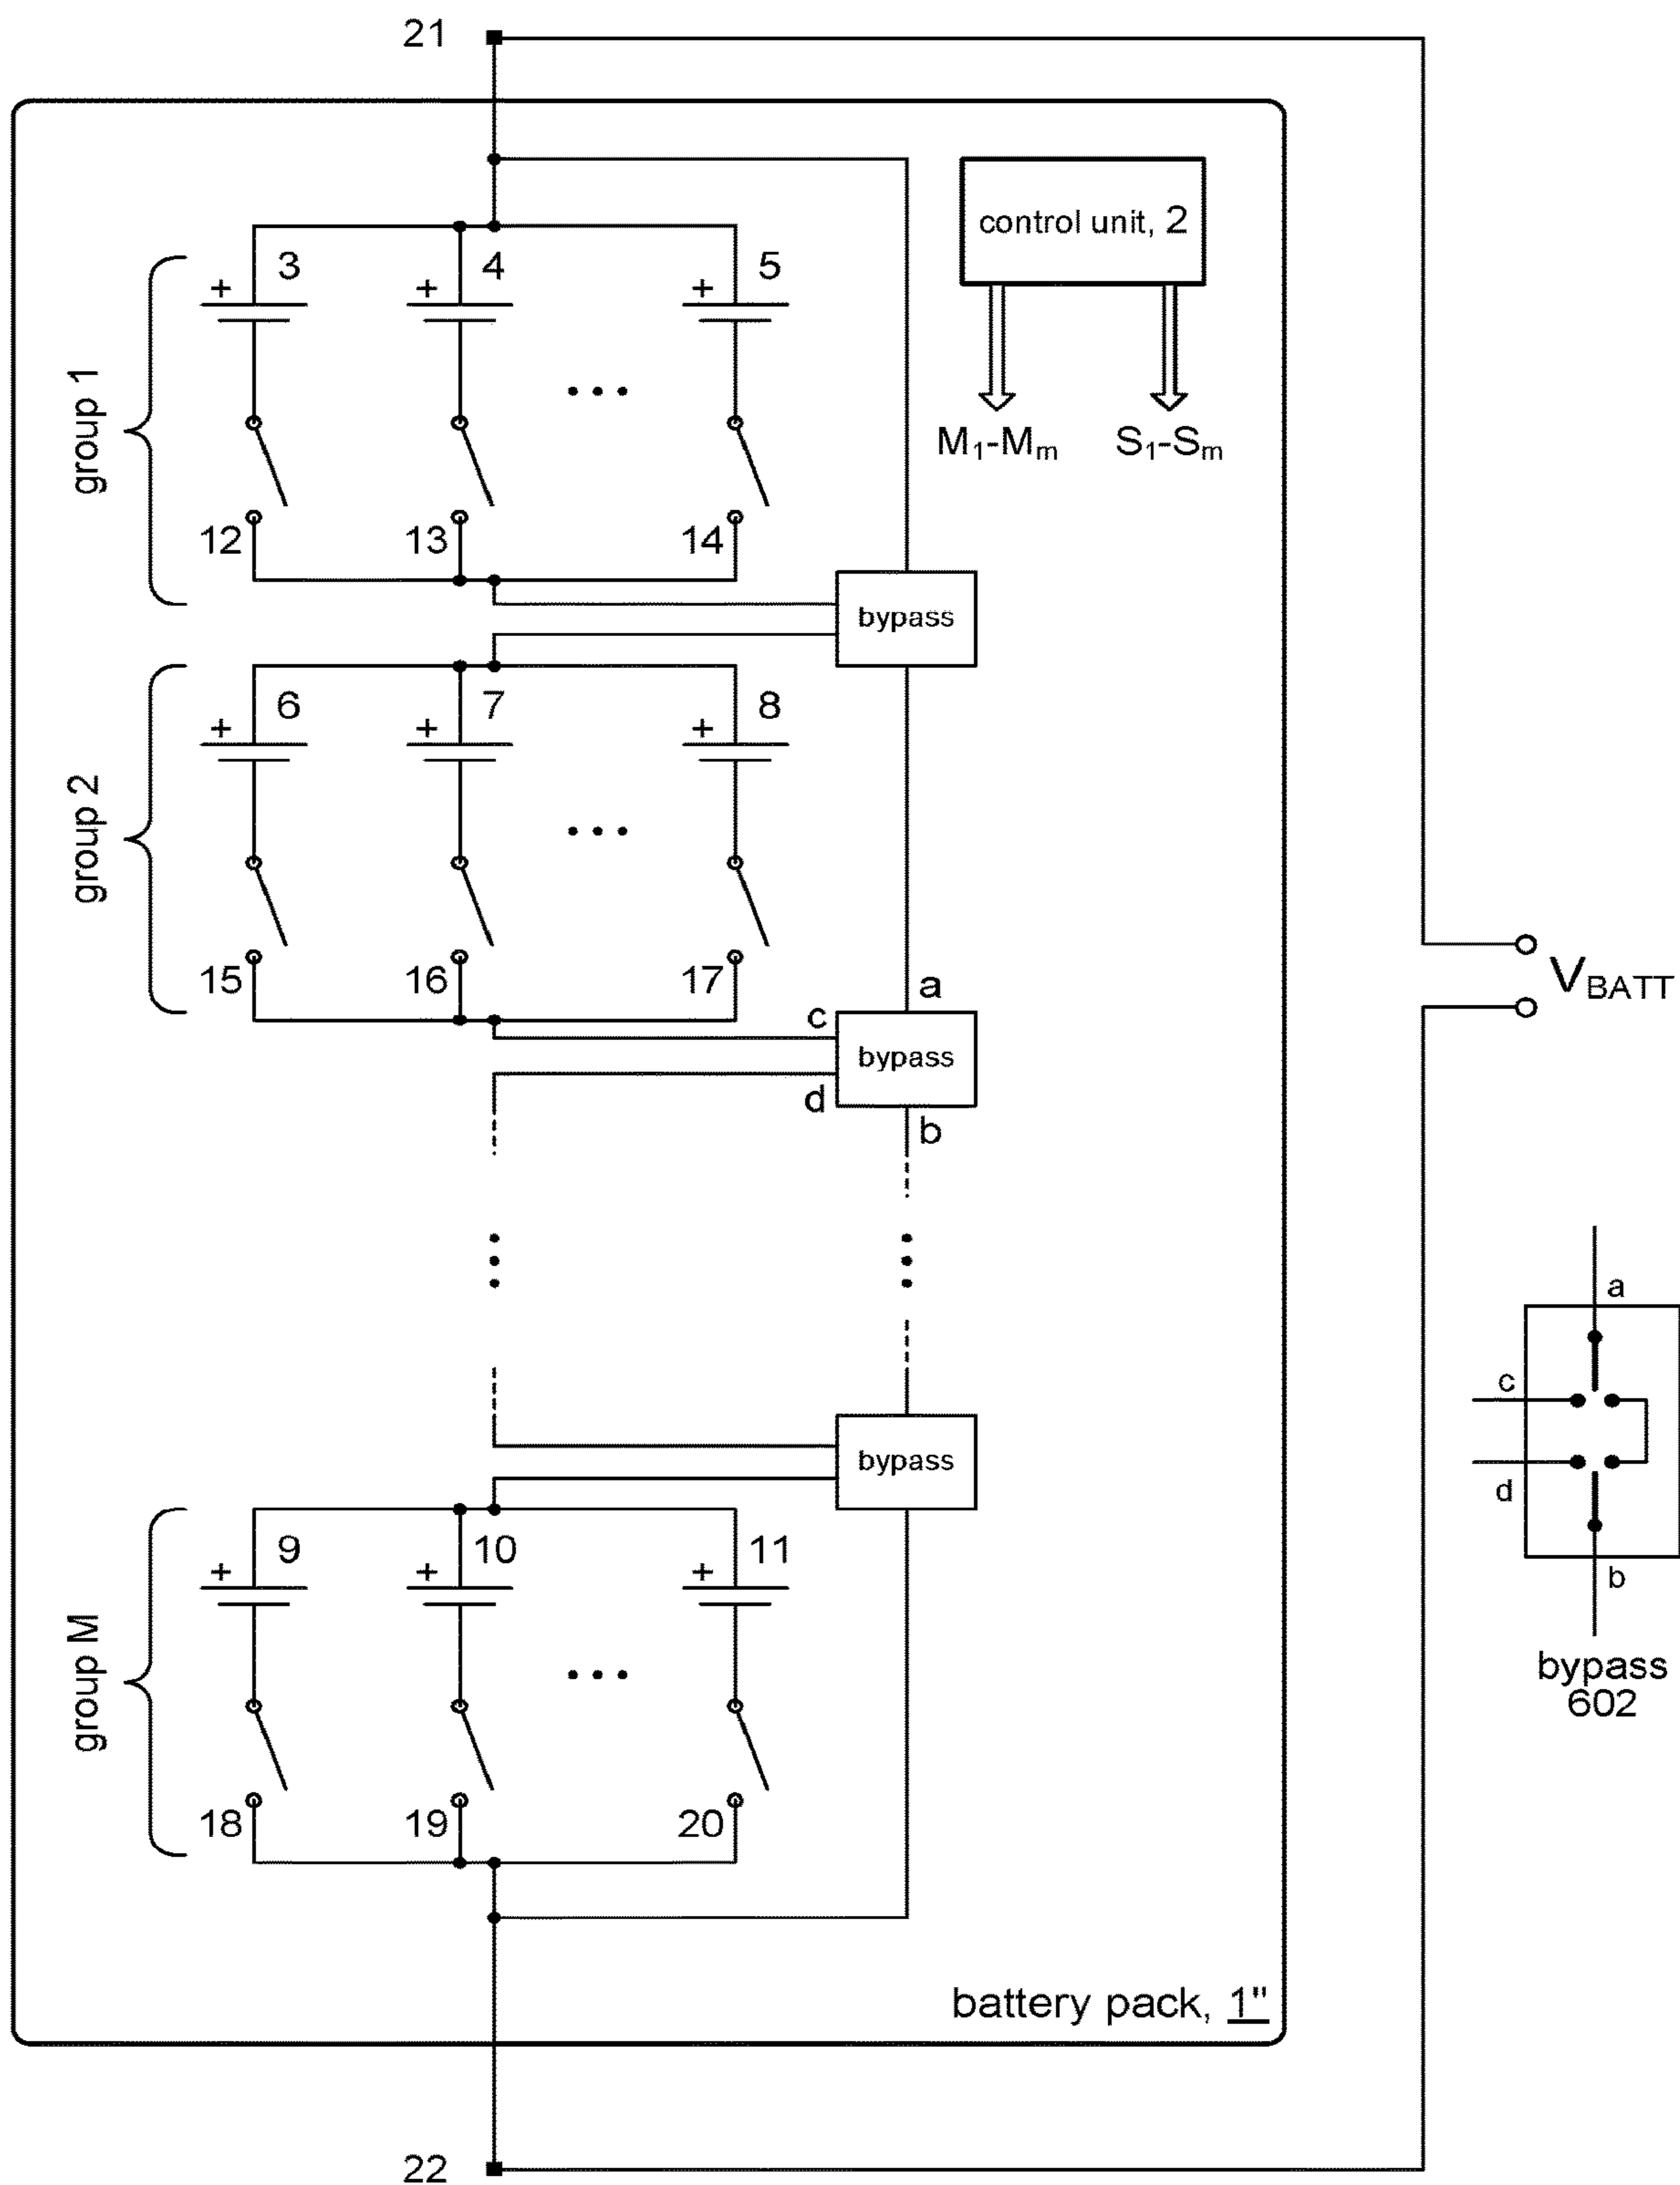 21
control unit, 2
M1-Mm
S1-Sm
group 1
+ 3
+ 4
+ 5
12
13
14
bypass
group 2
+ 6
+ 7
+ 8
15
16
17
a
c
bypass
d
b
VBATT
bypass
group M
+ 9
+ 10
+ 11
18
19
20
a
c
d
b
bypass
602
battery pack, 1"
22